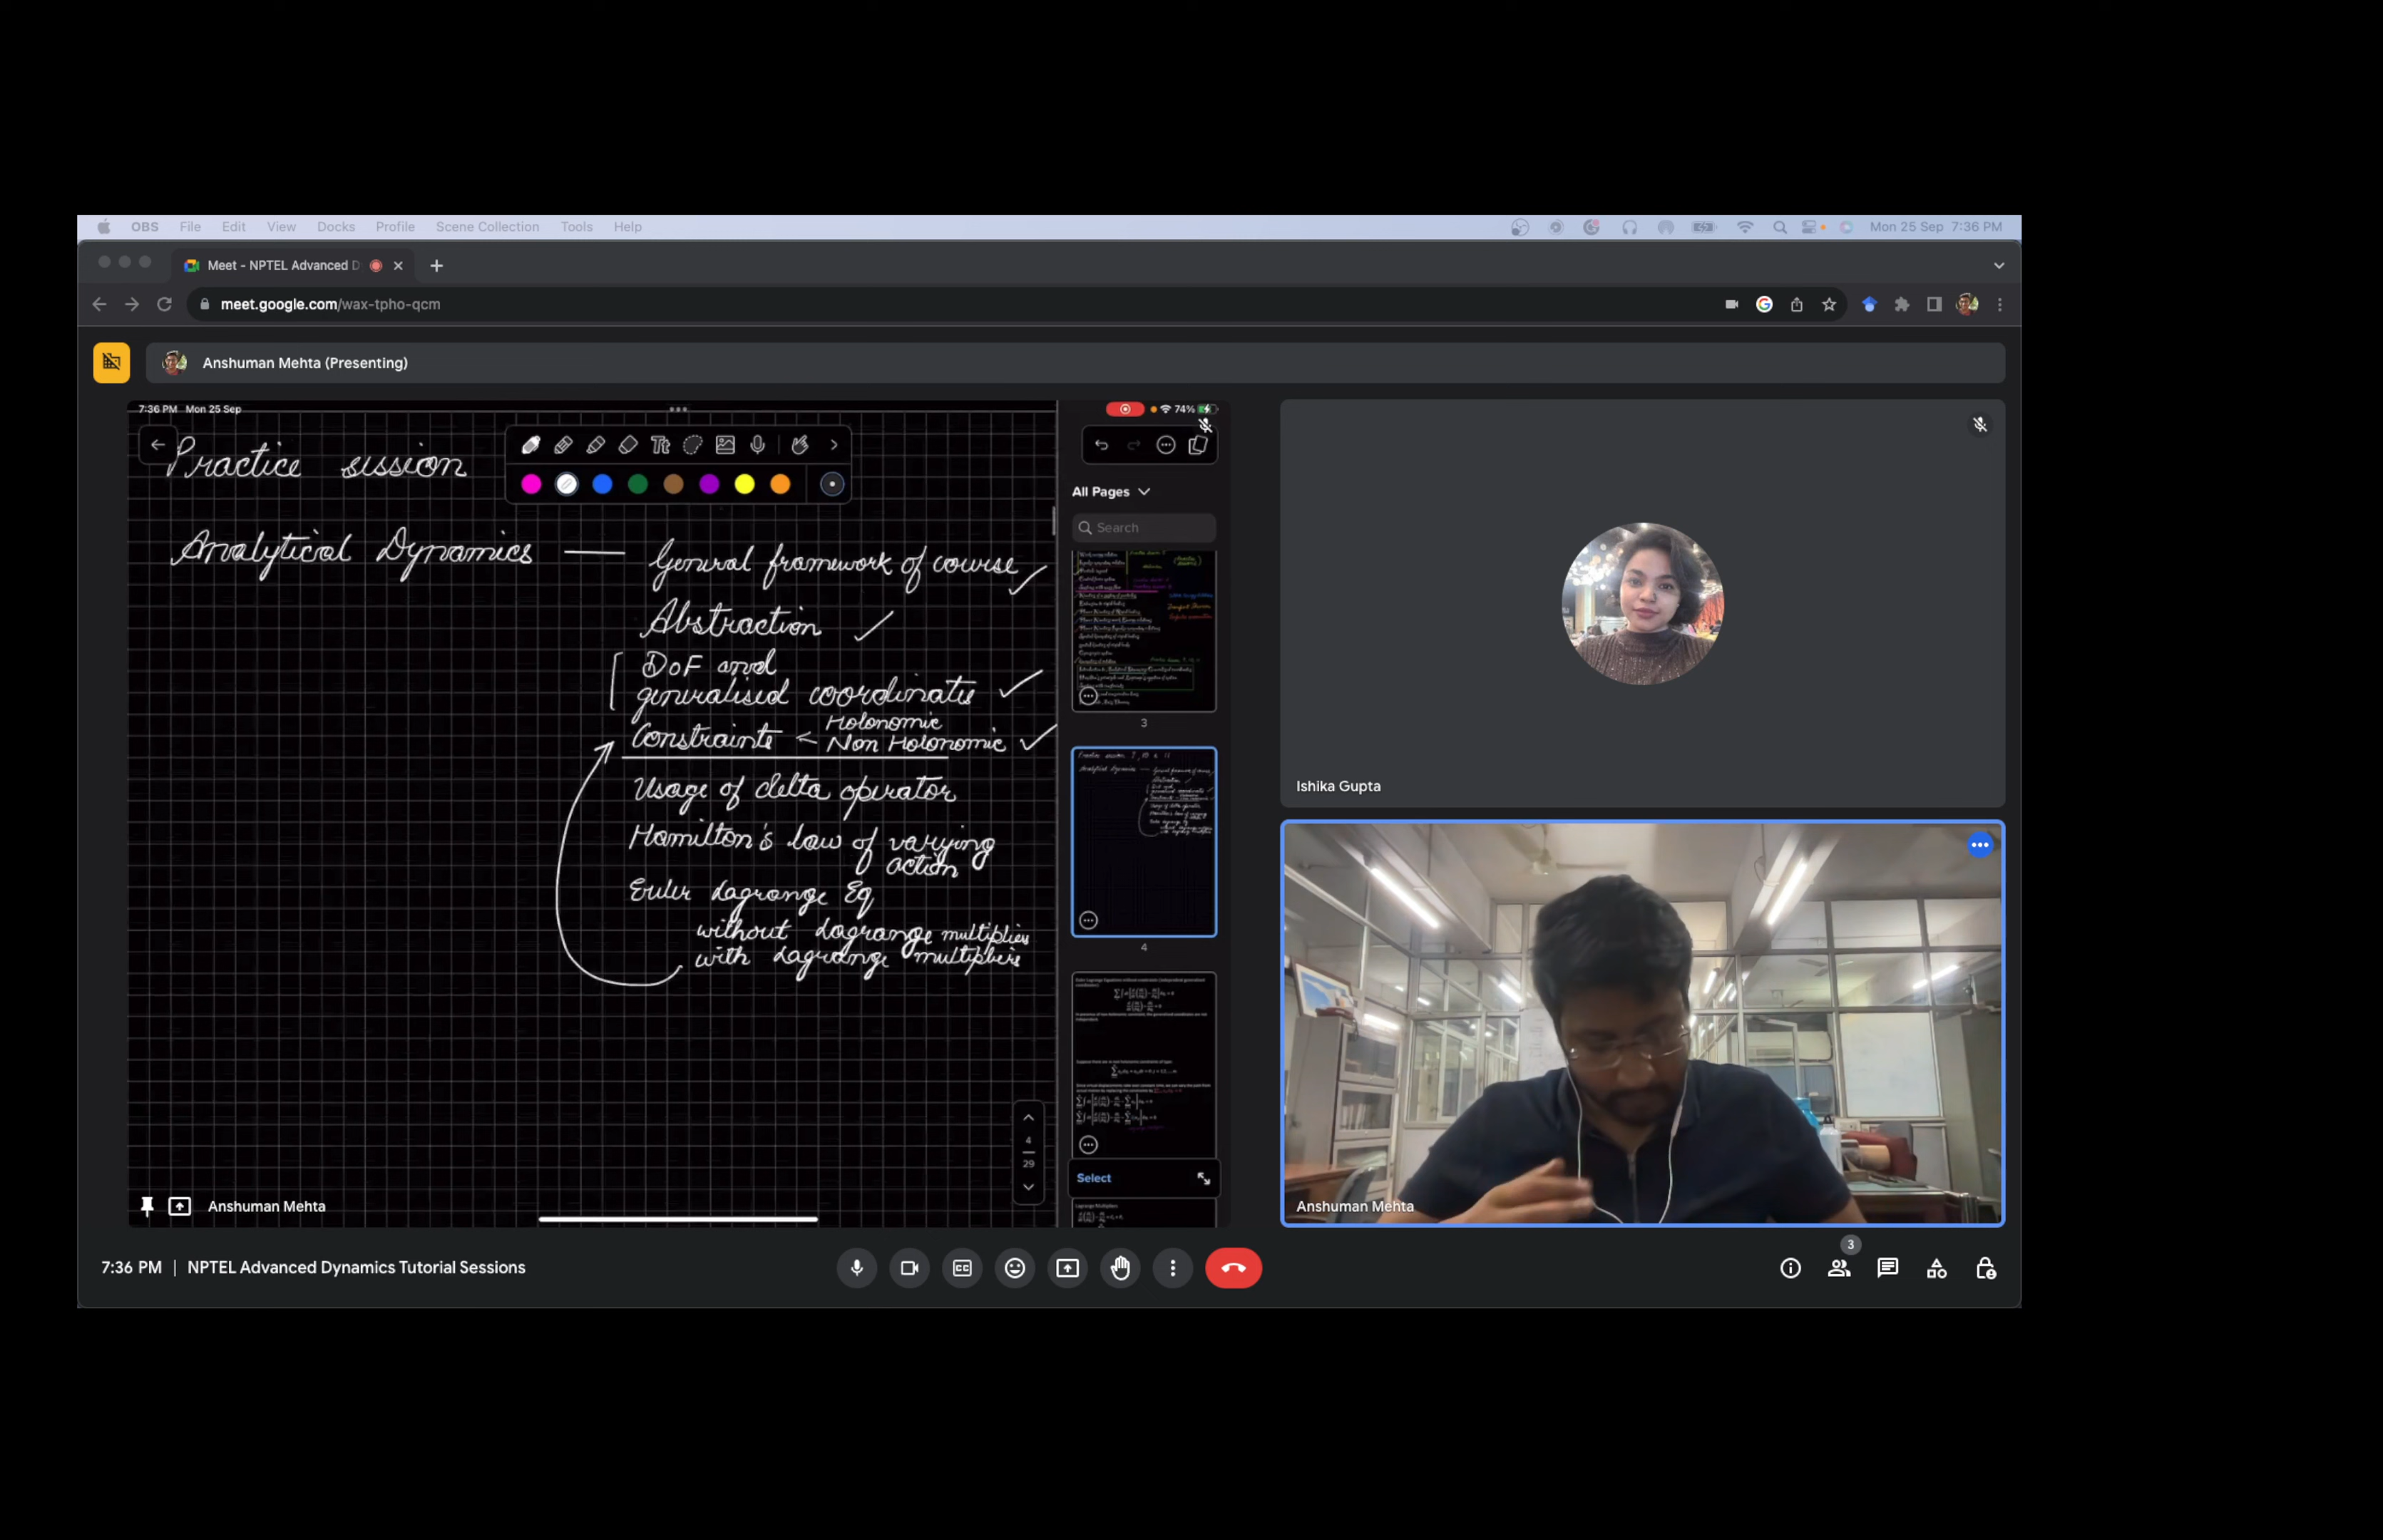 OBS File Edit View Docks Profile Scene Collection Tools Help Mon 25 Sep 7:36 PM
Meet - NPTEL Advanced D
meet.google.com/wax-tpho-qcm
Anshuman Mehta (Presenting)
7:36 PM Mon 25 Sep 74%
Practice session
Analytical Dynamics — General framework of course ✓
Abstraction ✓
DoF and
generalised coordinates ✓
Holonomic
Constraints < Non Holonomic ✓
Usage of delta operator
Hamilton's law of varying
action
Euler Lagrange Eq
without Lagrange multipliers
with Lagrange multipliers
4
29
Anshuman Mehta
All Pages
Search
3
4
Select
Ishika Gupta
Anshuman Mehta
7:36 PM | NPTEL Advanced Dynamics Tutorial Sessions
CC
3